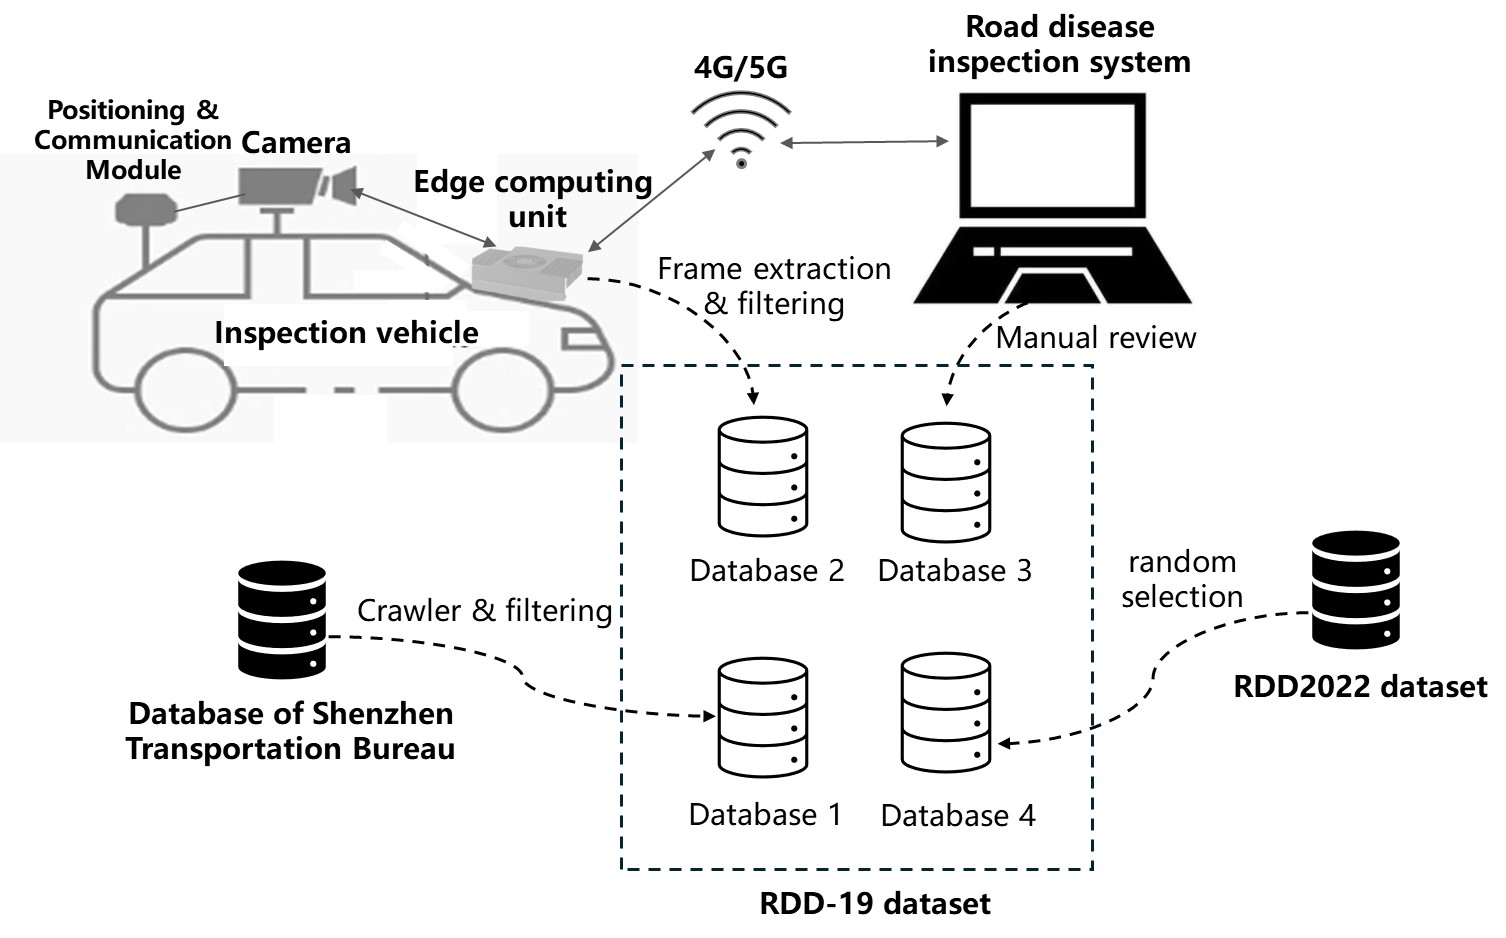 Road disease
inspection system
4G/5G
Positioning &
Communication
Module
Camera
Edge computing
unit
Inspection vehicle
Frame extraction
& filtering
Manual review
Database 2
Database 3
random
selection
Crawler & filtering
RDD2022 dataset
Database of Shenzhen
Transportation Bureau
Database 1
Database 4
RDD-19 dataset